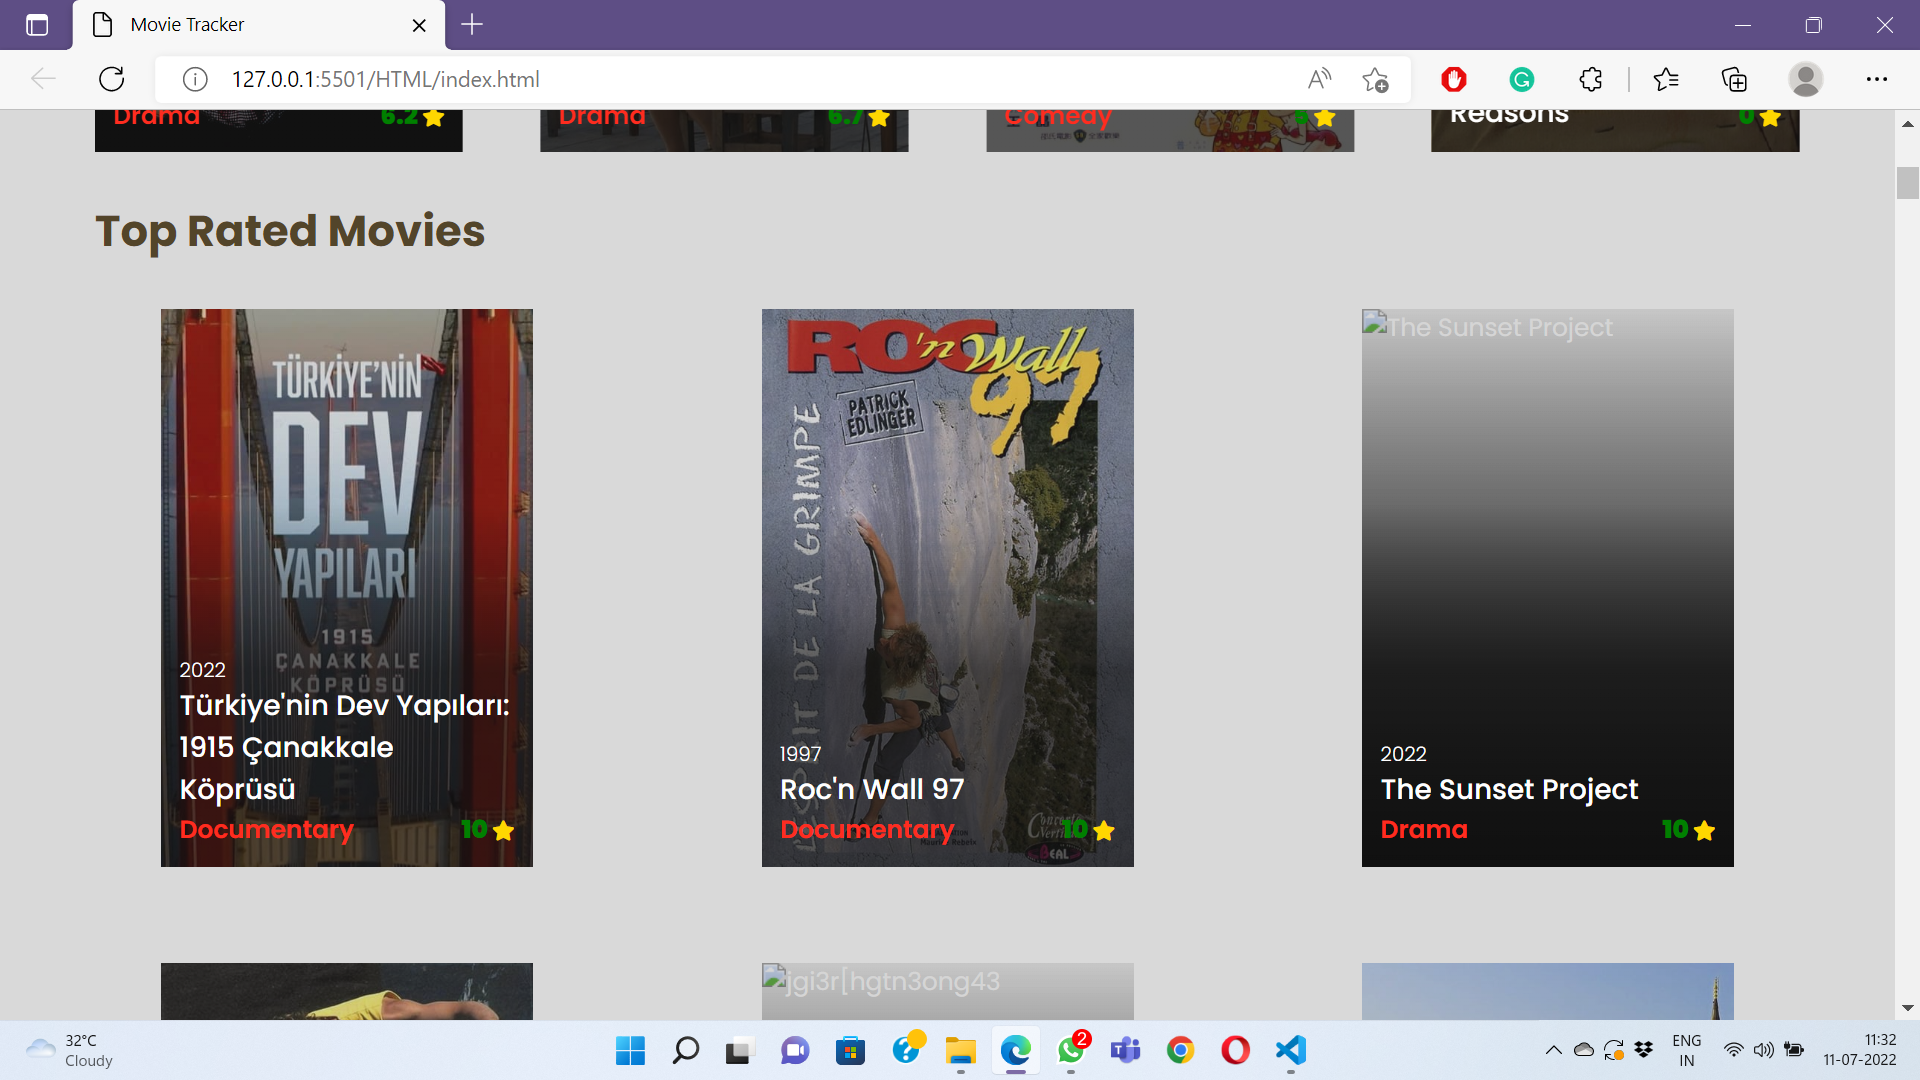 Movie Tracker
127.0.0.1:5501/HTML/index.html
Drama 6.2
Drama 6.7
Comedy
Reasons 0
Top Rated Movies
TÜRKİYE'NİN
DEV
YAPILARI
1915
ÇANAKKALE
KÖPRÜSÜ
2022
Türkiye'nin Dev Yapıları:
1915 Çanakkale
Köprüsü
Documentary 10
ROC'n Wall
97
PATRICK
EDLINGER
L'ESPRIT DE LA GRIMPE
1997
Roc'n Wall 97
Documentary 10
BEAL
The Sunset Project
2022
The Sunset Project
Drama 10
jgi3r[hgtn3ong43
32°C
Cloudy
2
ENG
IN
11:32
11-07-2022